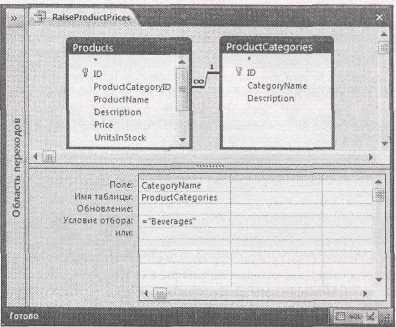 »
RaiseProductPrices
×
Products
*
ID
ProductCategoryID
ProductName
Description
Price
UnitsInStock
∞
1
ProductCategories
*
ID
CategoryName
Description
Область переходов
Поле: CategoryName
Имя таблицы: ProductCategories
Обновление:
Условие отбора: ="Beverages"
или:
Готово
SQL